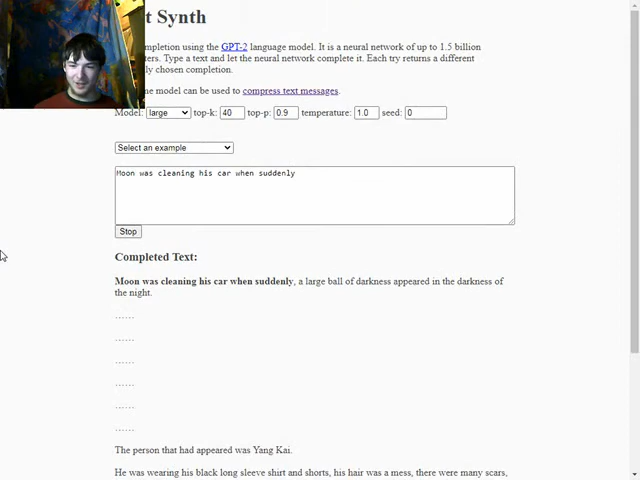 t Synth
ompletion using the GPT-2 language model. It is a neural network of up to 1.5 billion
ters. Type a text and let the neural network complete it. Each try returns a different
ly chosen completion.
me model can be used to compress text messages.
Model: large top-k: 40 top-p: 0.9 temperature: 1.0 seed: 0
Select an example
Moon was cleaning his car when suddenly
Stop
Completed Text:
Moon was cleaning his car when suddenly, a large ball of darkness appeared in the darkness of
the night.
……
……
……
……
……
……
The person that had appeared was Yang Kai.
He was wearing his black long sleeve shirt and shorts, his hair was a mess, there were many scars,